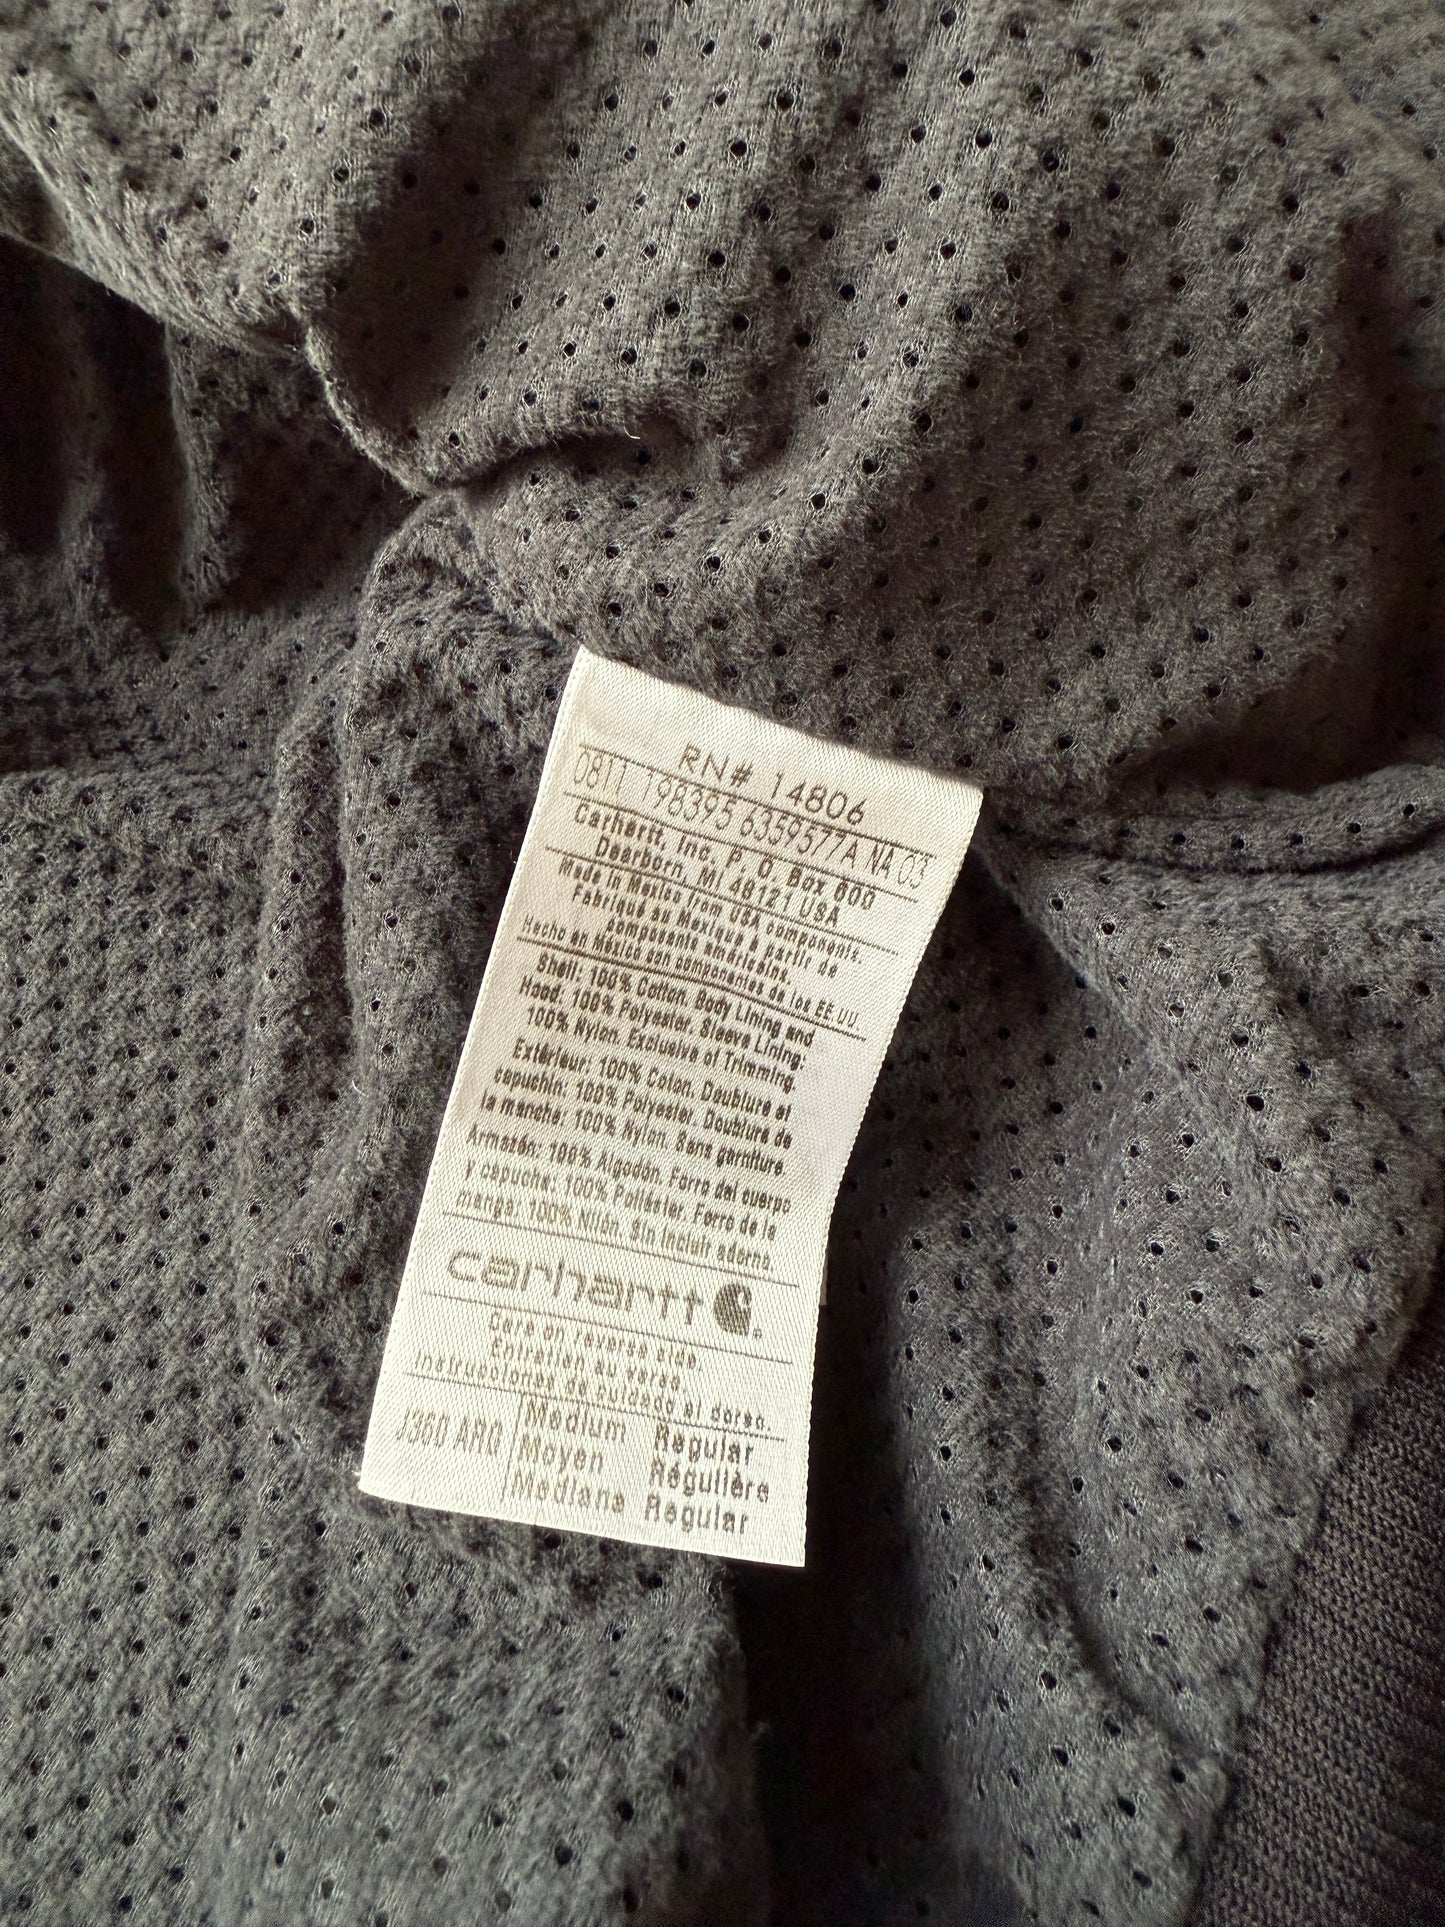 RN# 14806
0811 198395 6359577A NA 03
Carhartt, Inc. P. O. Box 600
Dearborn, MI 48121 USA
Made in Mexico from USA components.
Fabriqué au Mexique à partir de
composants américains.
Hecho en México con componentes de los EE.UU.
Shell: 100% Cotton. Body Lining and
Hood: 100% Polyester. Sleeve Lining:
100% Nylon. Exclusive of Trimming.
Extérieur: 100% Coton. Doublure et
capuchin: 100% Polyester. Doublure de
la manche: 100% Nylon. Sans garniture.
Armazón: 100% Algodón. Forro del cuerpo
y capucha: 100% Poliéster. Forro de la
manga: 100% Nilón. Sin incluir adorno.
carhartt
Care on reverse side.
Entretien au verso.
Instrucciones de cuidado al dorso.
J360 ARG
Medium Regular
Moyen Régulière
Mediana Regular